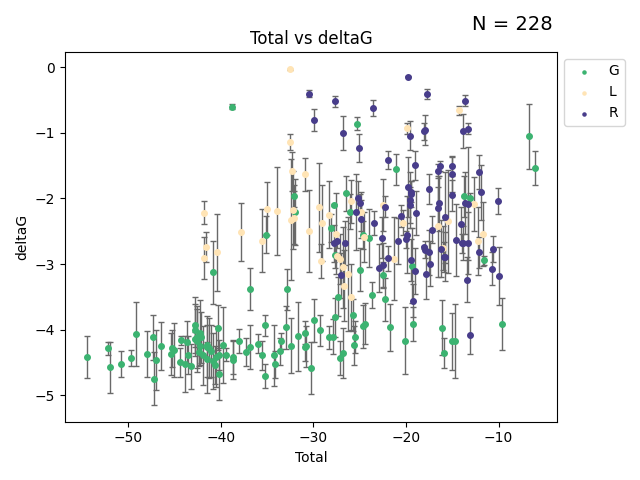 N = 228
Total vs deltaG
G
L
R
deltaG
0
−1
−2
−3
−4
−5
−50 −40 −30 −20 −10
Total